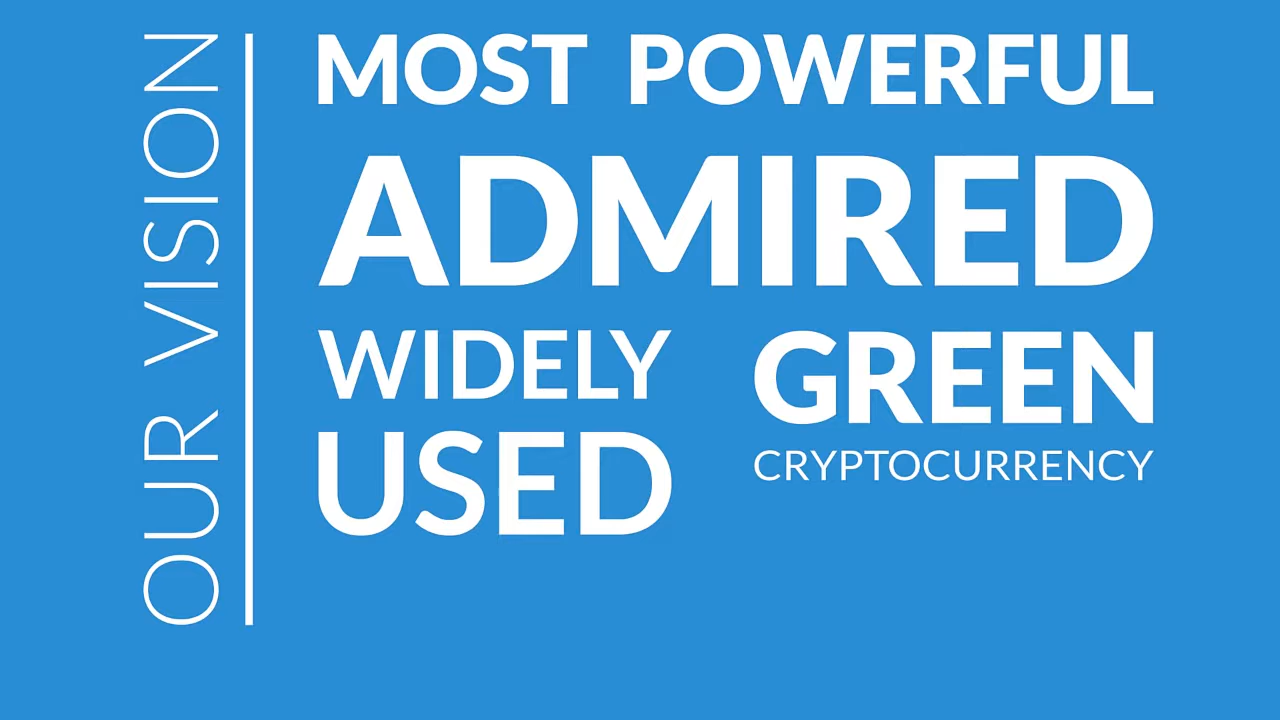 OUR VISION
MOST POWERFUL
ADMIRED
WIDELY
USED
GREEN
CRYPTOCURRENCY